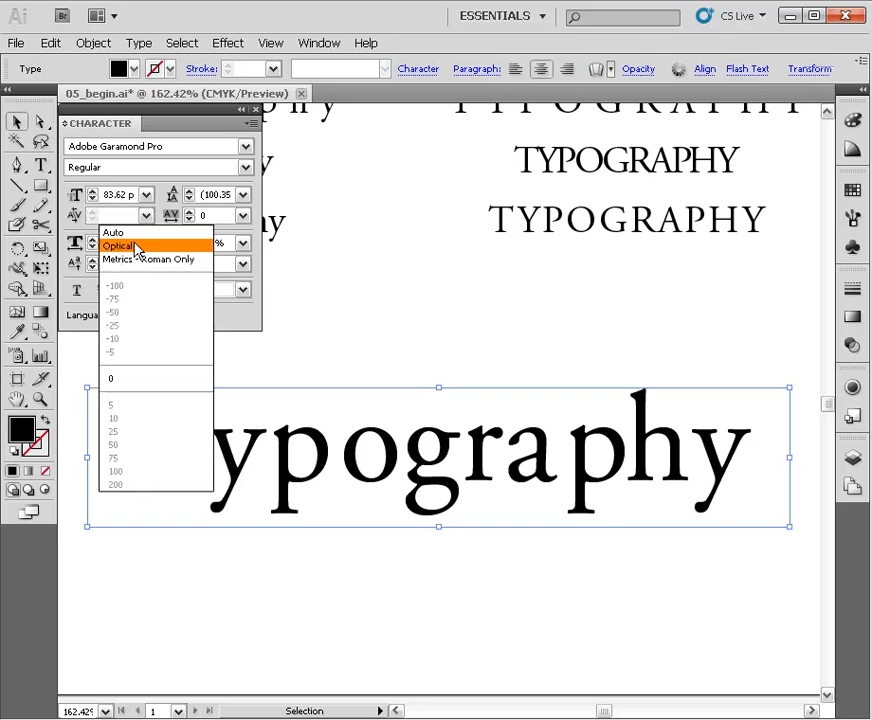 Ai Br ESSENTIALS CS Live
File Edit Object Type Select Effect View Window Help
Type Stroke: Character Paragraph: Opacity Align Flash Text Transform
05_begin.ai* @ 162.42% (CMYK/Preview)
CHARACTER
Adobe Garamond Pro
Regular
83.62 p (100.35
0
Auto
Optical
Metrics - Roman Only
%
-100
-75
-50
-25
-10
-5
0
5
10
25
50
75
100
200
TYPOGRAPHY
TYPOGRAPHY
TYPOGRAPHY
ypography
162.42% 1 Selection